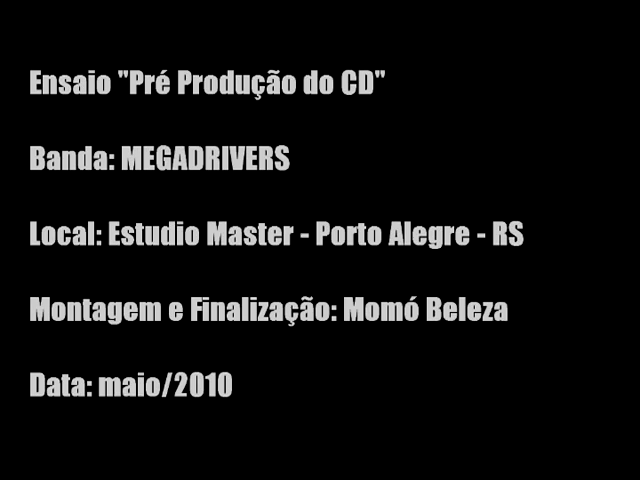 Ensaio "Pré Produção do CD"
Banda: MEGADRIVERS
Local: Estudio Master - Porto Alegre - RS
Montagem e Finalização: Momó Beleza
Data: maio/2010